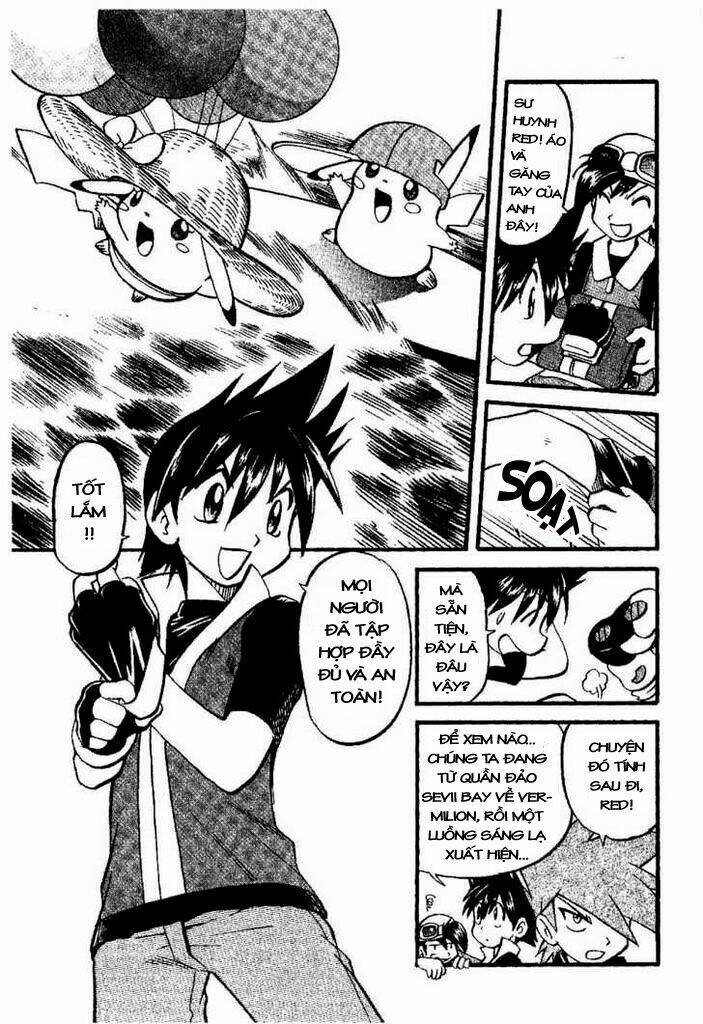 SƯ
HUYNH
RED! ÁO
VÀ
GĂNG
TAY CỦA
ANH
ĐÂY!
SOẠT
TỐT
LẮM
!!
MỌI
NGƯỜI
ĐÃ TẬP
HỢP ĐẦY
ĐỦ VÀ AN
TOÀN!
MÀ
SẴN
TIỆN,
ĐÂY LÀ
ĐÂU
VẬY?
CHUYỆN
ĐÓ TÍNH
SAU ĐI,
RED!
ĐỂ XEM NÀO...
CHÚNG TA ĐANG
TỪ QUẦN ĐẢO
SEVII BAY VỀ VER-
MILION, RỒI MỘT
LUỒNG SÁNG LẠ
XUẤT HIỆN...